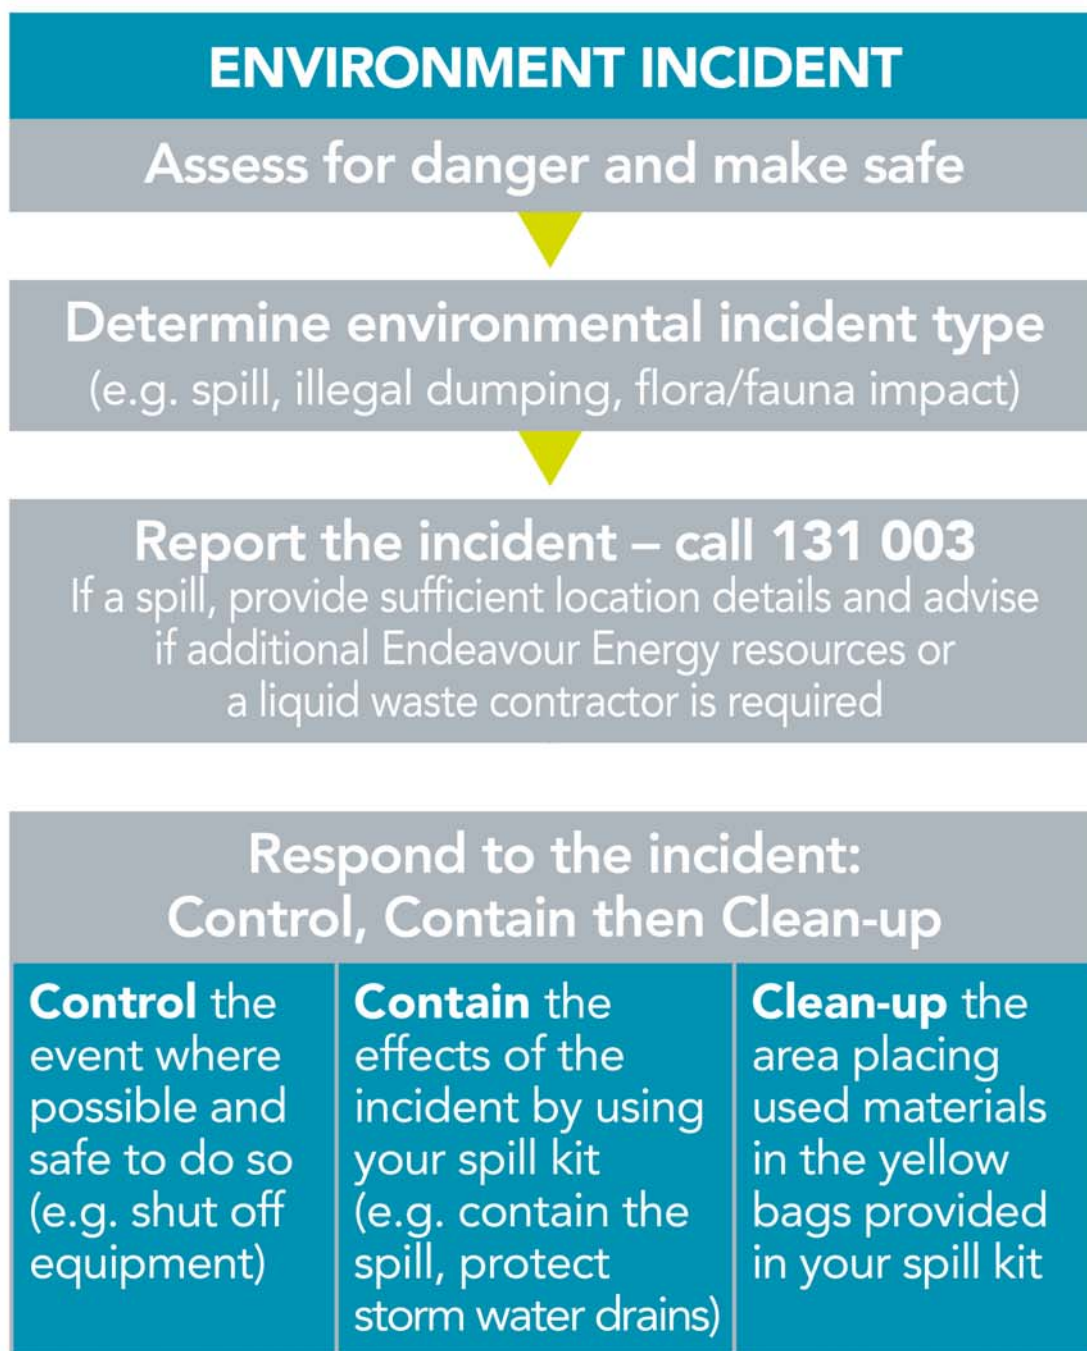 ENVIRONMENT INCIDENT
Assess for danger and make safe
Determine environmental incident type
(e.g. spill, illegal dumping, flora/fauna impact)
Report the incident – call 131 003
If a spill, provide sufficient location details and advise
if additional Endeavour Energy resources or
a liquid waste contractor is required
Respond to the incident:
Control, Contain then Clean-up
Control the
event where
possible and
safe to do so
(e.g. shut off
equipment)
Contain the
effects of the
incident by using
your spill kit
(e.g. contain the
spill, protect
storm water drains)
Clean-up the
area placing
used materials
in the yellow
bags provided
in your spill kit